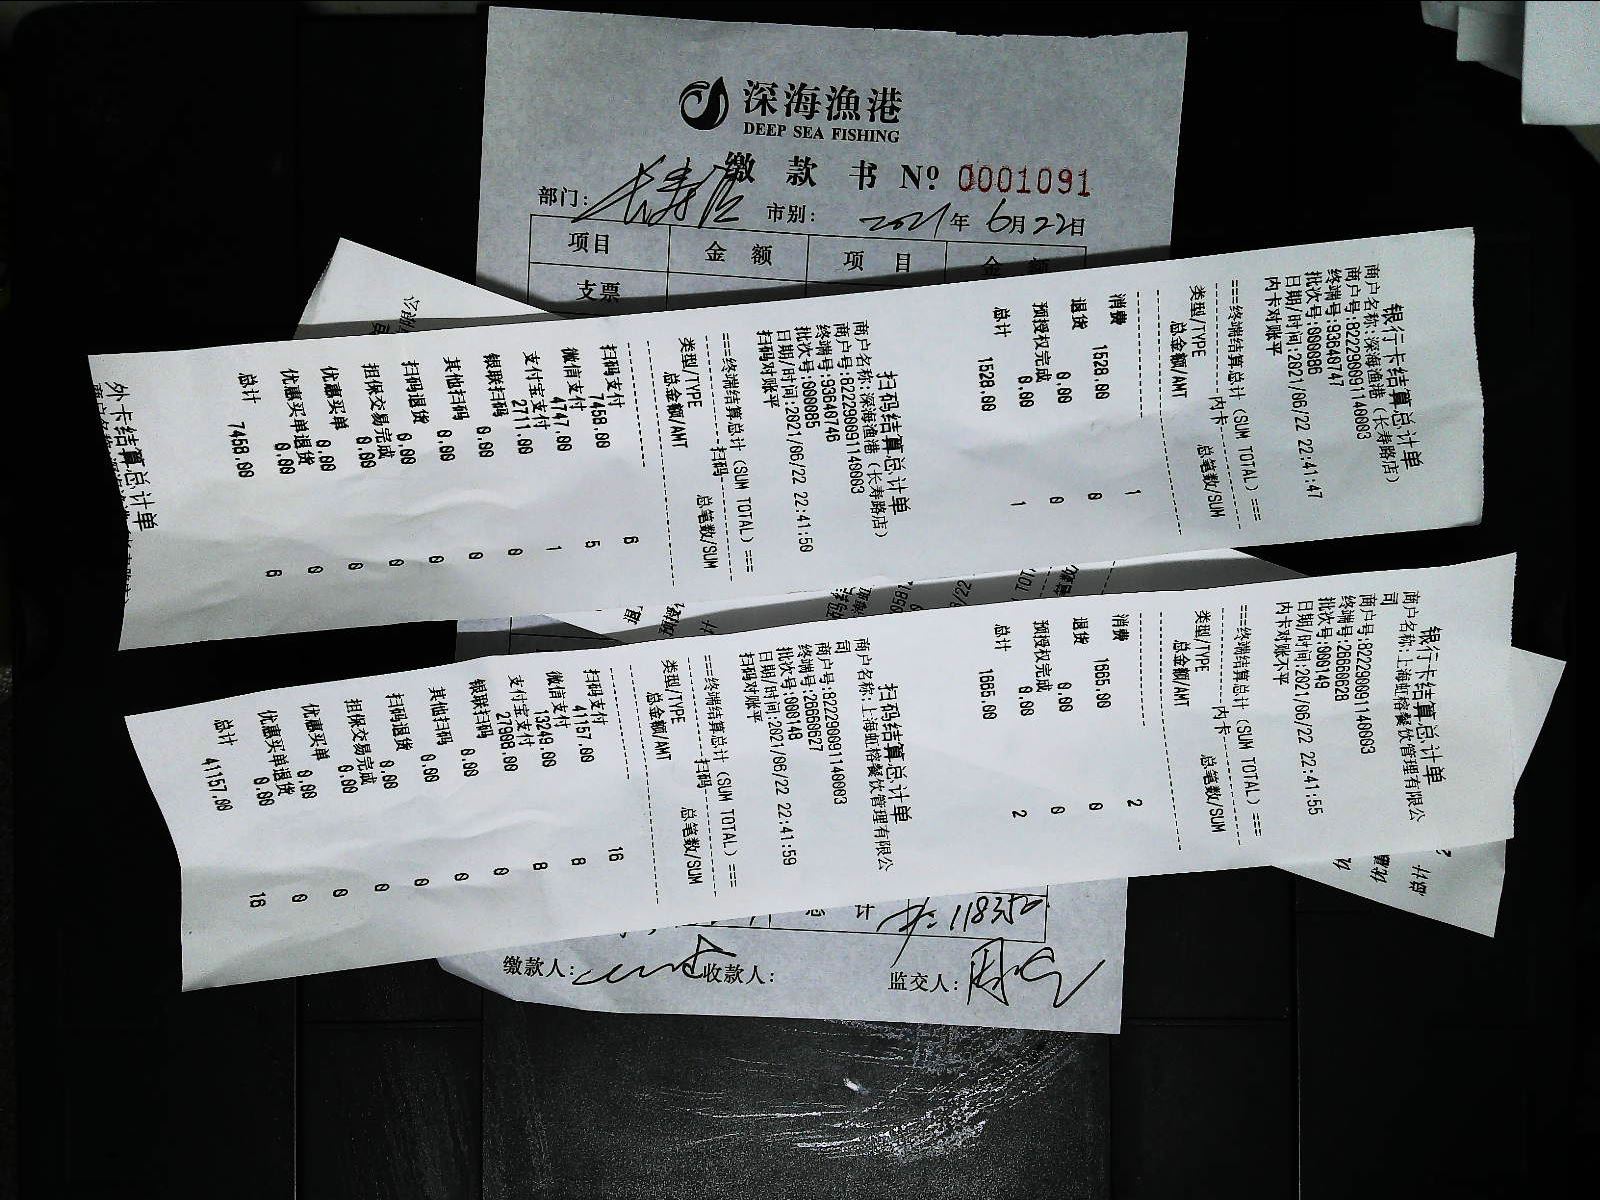 深海漁港
DEEP SEA FISHING
缴款书 Nº 0001091
部门: 长寿店 市别: 2021年6月22日
项目 金额 项目 金额
支票
银行卡结算总计单
商户名称:深海渔港(长寿路店)
商户号:822290091140003
终端号:93640747
批次号:000086
日期/时间:2021/06/22 22:41:47
内卡对账平
===终端结算总计(SUM TOTAL)===
内卡
类型/TYPE 总笔数/SUM
总金额/AMT
消费 1
1528.00
退货 0
0.00
预授权完成 0
0.00
总计 1
1528.00
扫码结算总计单
商户名称:深海渔港(长寿路店)
商户号:822290091140003
终端号:93640746
批次号:000085
日期/时间:2021/06/22 22:41:50
扫码对账平
===终端结算总计(SUM TOTAL)===
扫码
类型/TYPE 总笔数/SUM
总金额/AMT
扫码支付 6
7458.00
微信支付 5
4747.00
支付宝支付 1
2711.00
银联扫码 0
0.00
其他扫码 0
0.00
扫码退货 0
0.00
担保交易完成 0
0.00
优惠买单 0
0.00
优惠买单退货 0
0.00
总计 6
7458.00
外卡结算总计单
银行卡结算总计单
商户名称:上海虹榕餐饮管理有限公
司
商户号:822290091140003
终端号:26660628
批次号:000149
日期/时间:2021/06/22 22:41:55
内卡对账不平
===终端结算总计(SUM TOTAL)===
内卡
类型/TYPE 总笔数/SUM
总金额/AMT
消费 2
1665.00
退货 0
0.00
预授权完成 0
0.00
总计 2
1665.00
扫码结算总计单
商户名称:上海虹榕餐饮管理有限公
司
商户号:822290091140003
终端号:26660627
批次号:000148
日期/时间:2021/06/22 22:41:59
扫码对账平
===终端结算总计(SUM TOTAL)===
扫码
类型/TYPE 总笔数/SUM
总金额/AMT
扫码支付 16
41157.00
微信支付 8
13249.00
支付宝支付 8
27908.00
银联扫码 0
0.00
其他扫码 0
0.00
扫码退货 0
0.00
担保交易完成 0
0.00
优惠买单 0
0.00
优惠买单退货 0
0.00
总计 16
41157.00
总计
缴款人: 收款人: 监交人: